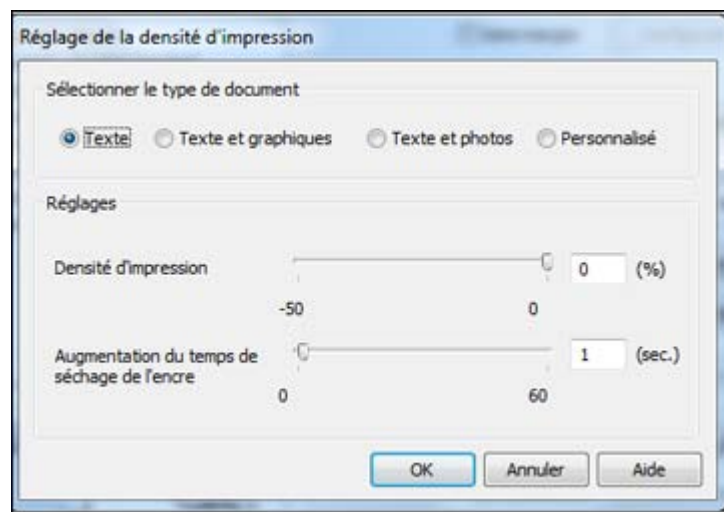 Réglage de la densité d'impression
Sélectionner le type de document
Texte Texte et graphiques Texte et photos Personnalisé
Réglages
Densité d'impression 0 (%)
-50 0
Augmentation du temps de 1 (sec.)
séchage de l'encre
0 60
OK Annuler Aide